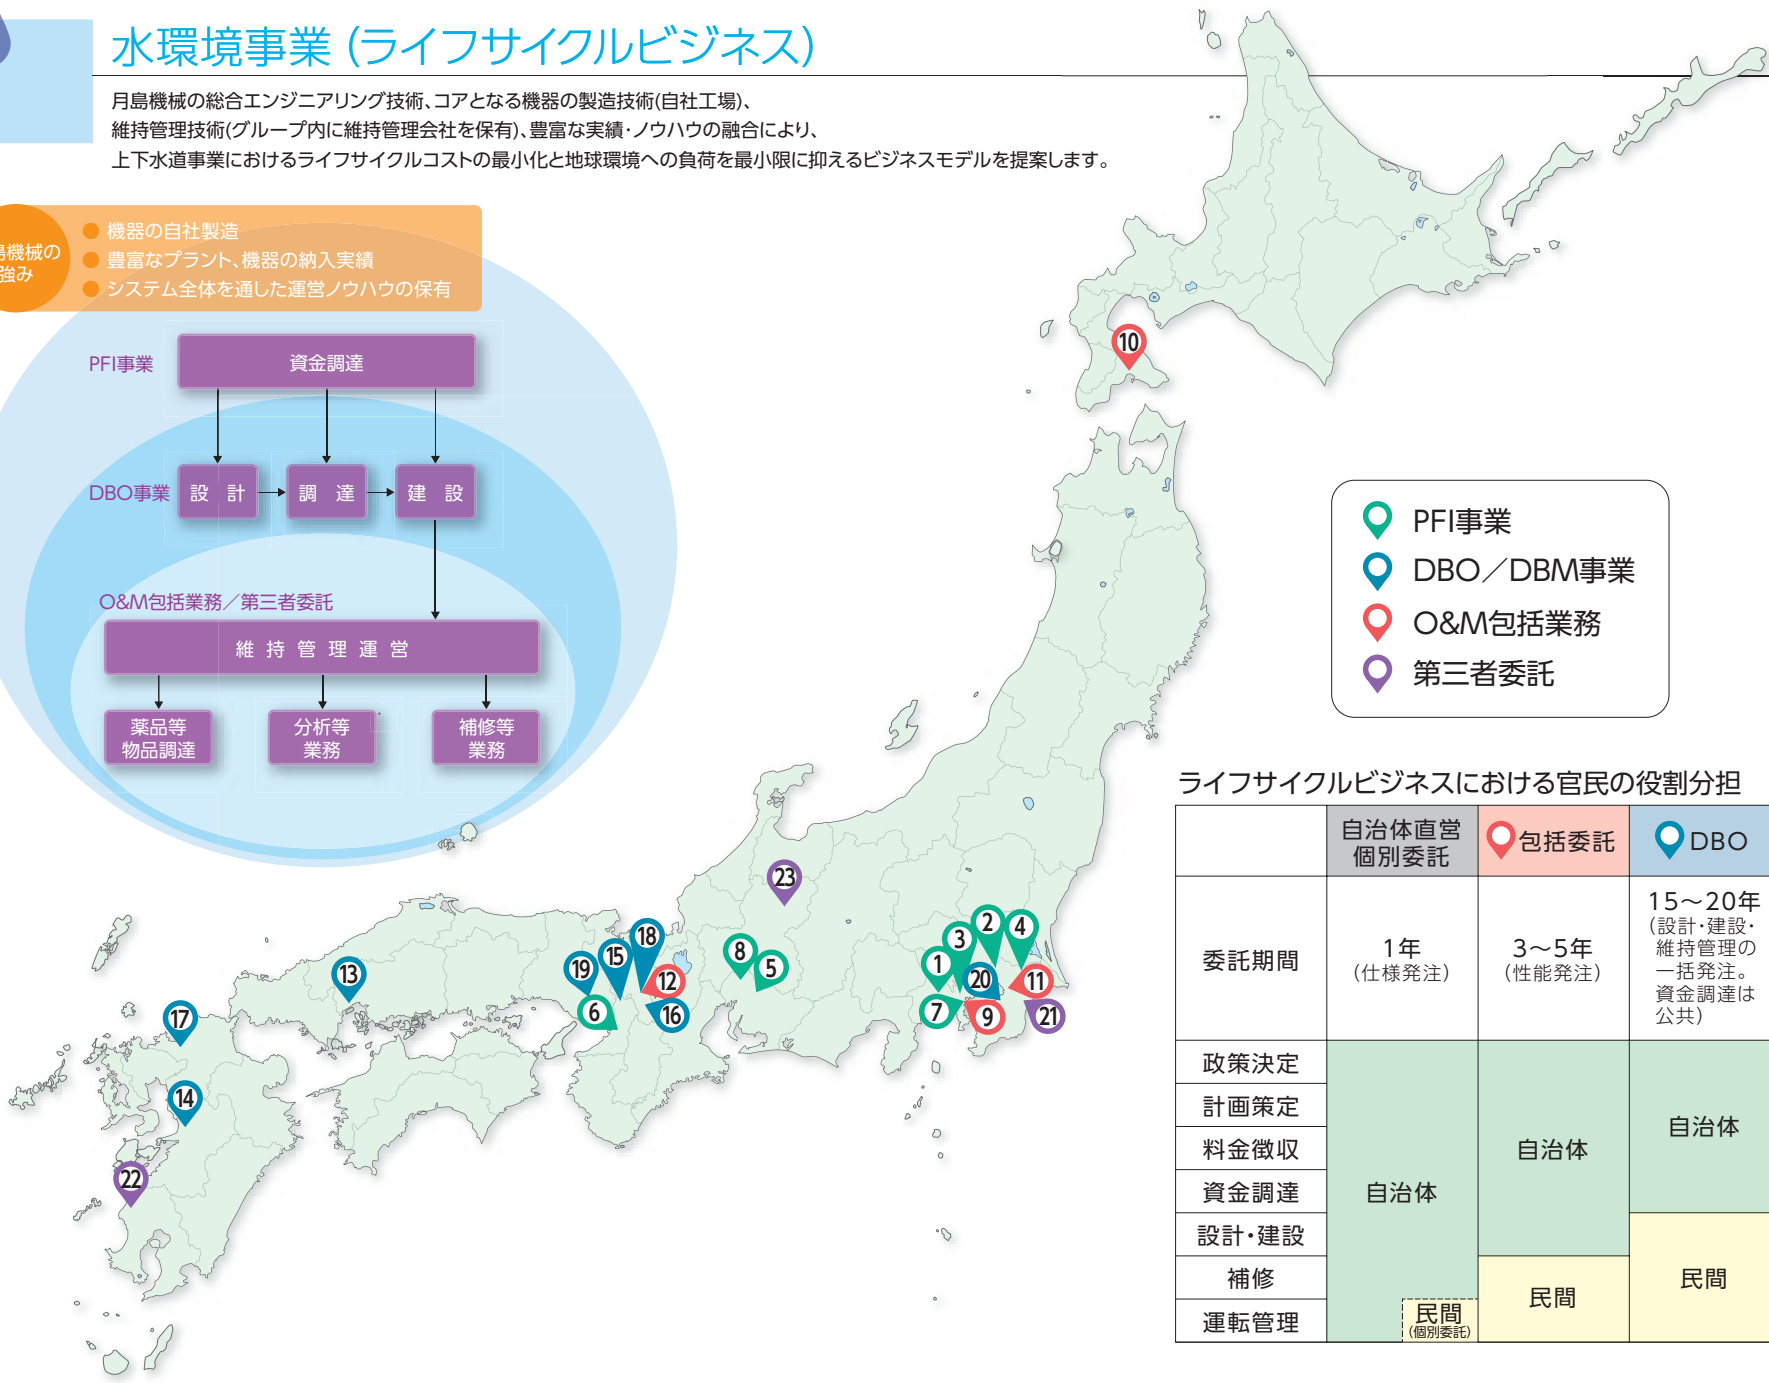 水環境事業 (ライフサイクルビジネス)
月島機械の総合エンジニアリング技術、コアとなる機器の製造技術(自社工場)、
維持管理技術(グループ内に維持管理会社を保有)、豊富な実績・ノウハウの融合により、
上下水道事業におけるライフサイクルコストの最小化と地球環境への負荷を最小限に抑えるビジネスモデルを提案します。
島機械の
強み
● 機器の自社製造
● 豊富なプラント、機器の納入実績
● システム全体を通した運営ノウハウの保有
PFI事業
資金調達
DBO事業
設 計
調 達
建 設
O&M包括業務/第三者委託
維 持 管 理 運 営
薬品等
物品調達
分析等
業務
補修等
業務
10
PFI事業
DBO/DBM事業
O&M包括業務
第三者委託
23
18
15
19
12
6
16
13
17
14
22
8
5
2
4
3
1
20
11
7
9
21
ライフサイクルビジネスにおける官民の役割分担
自治体直営
個別委託
包括委託
DBO
委託期間
1年
(仕様発注)
3~5年
(性能発注)
15~20年
(設計・建設・
維持管理の
一括発注。
資金調達は
公共)
政策決定
計画策定
料金徴収
資金調達
設計・建設
補修
運転管理
自治体
民間
(個別委託)
自治体
民間
自治体
民間